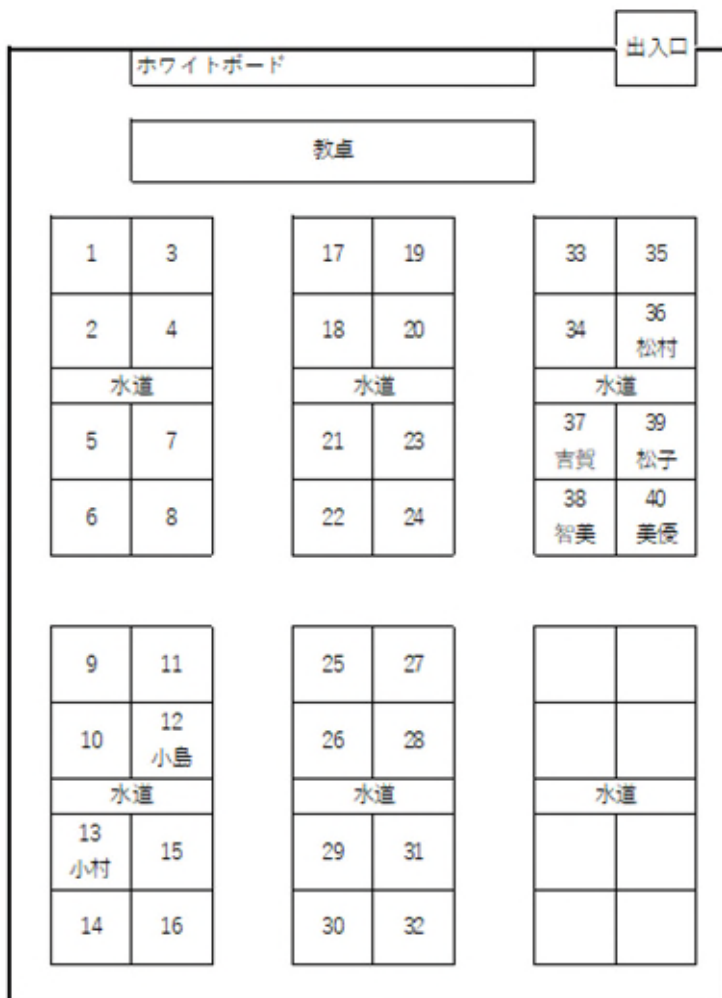 出入口
ホワイトボード
教卓
1 3 17 19 33 35
2 4 18 20 34 36
松村
水道 水道 水道
5 7 21 23 37 39
吉賀 松子
6 8 22 24 38 40
智美 美優
9 11 25 27
10 12 26 28
小島
水道 水道 水道
13 15 29 31
小村
14 16 30 32